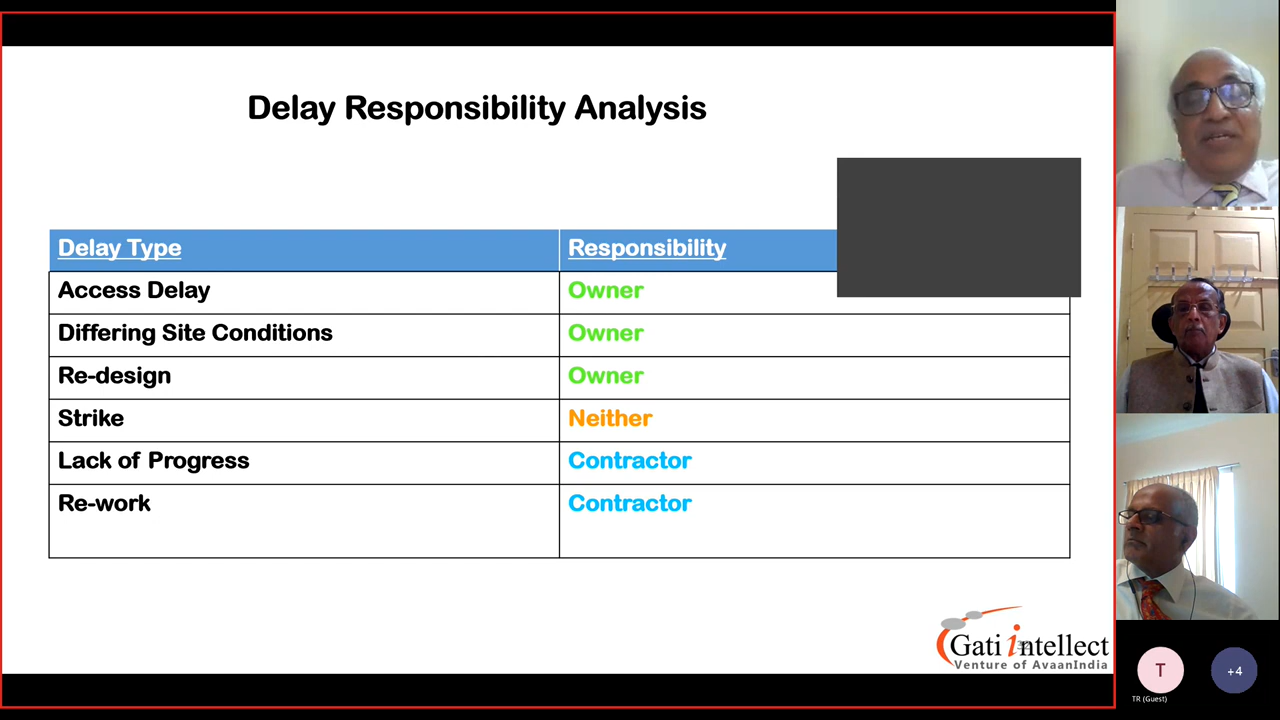 Delay Responsibility Analysis
Delay Type Responsibility
Access Delay Owner
Differing Site Conditions Owner
Re-design Owner
Strike Neither
Lack of Progress Contractor
Re-work Contractor
Gati intellect
Venture of AvaanIndia
T
+4
TR (Guest)